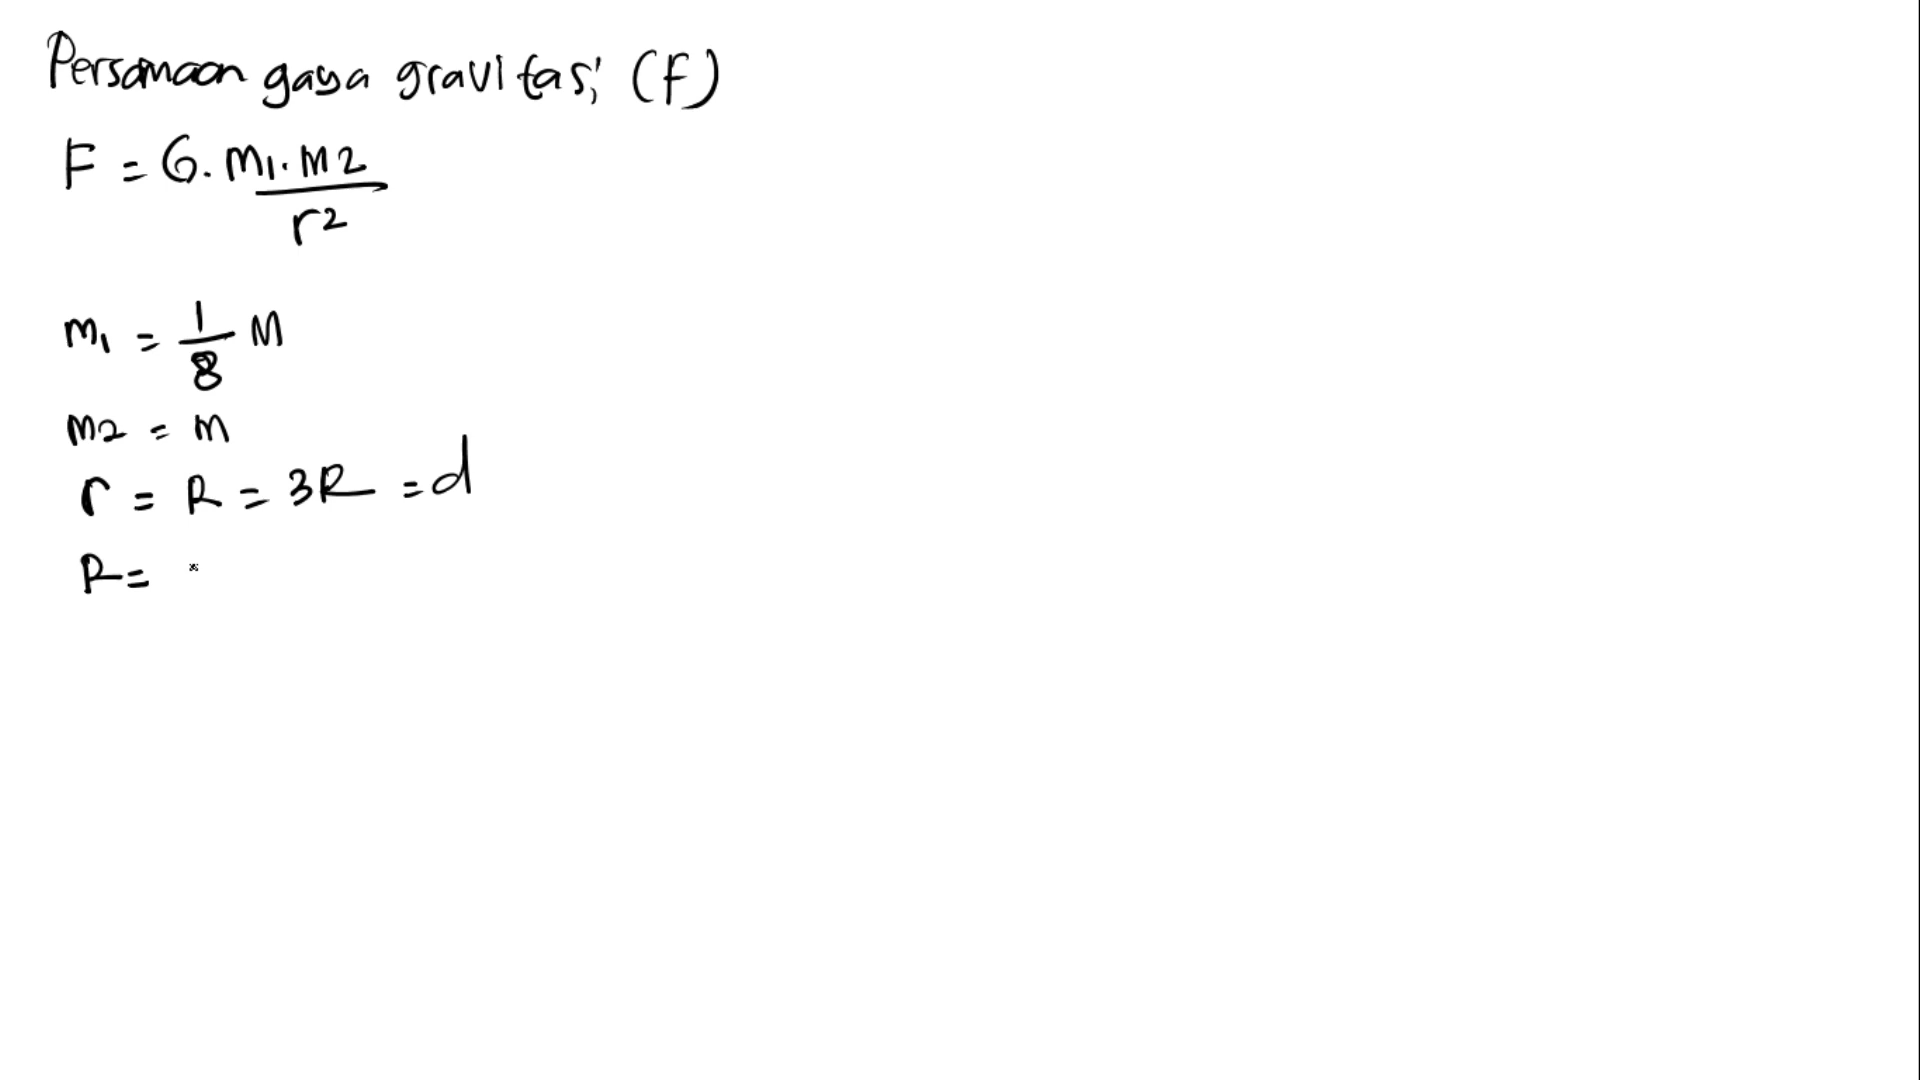 Persamaan gaya gravitasi (F)
F = G. m1.m2
r2
m1 = 1/8 M
m2 = m
r = R = 3R = d
R =